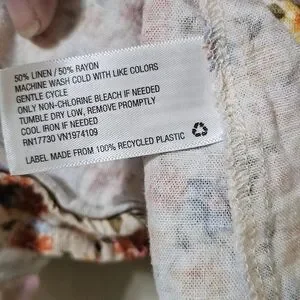 50% LINEN / 50% RAYON
MACHINE WASH COLD WITH LIKE COLORS
GENTLE CYCLE
ONLY NON-CHLORINE BLEACH IF NEEDED
TUMBLE DRY LOW, REMOVE PROMPTLY
COOL IRON IF NEEDED
RN17730 VN1974109
LABEL MADE FROM 100% RECYCLED PLASTIC